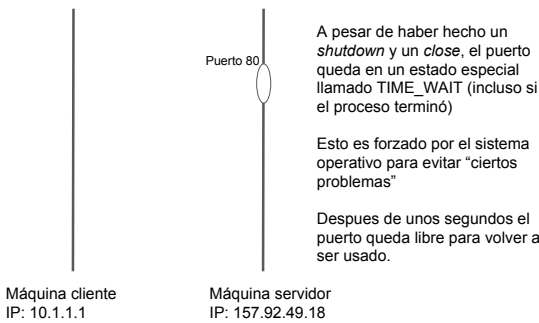 A pesar de haber hecho un
shutdown y un close, el puerto
queda en un estado especial
llamado TIME_WAIT (incluso si
el proceso terminó)
Puerto 80
Esto es forzado por el sistema
operativo para evitar “ciertos
problemas”
Despues de unos segundos el
puerto queda libre para volver a
ser usado.
Máquina cliente
IP: 10.1.1.1
Máquina servidor
IP: 157.92.49.18